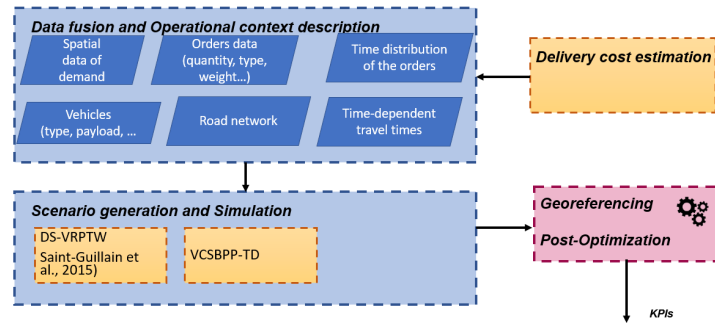 Data fusion and Operational context description
Spatial
data of
demand
Orders data
(quantity, type,
weight...)
Time distribution
of the orders
Vehicles
(type, payload, ...
Road network
Time-dependent
travel times
Delivery cost estimation
Scenario generation and Simulation
DS-VRPTW
Saint-Guillain et
al., 2015)
VCSBPP-TD
Georeferencing
Post-Optimization
KPIs